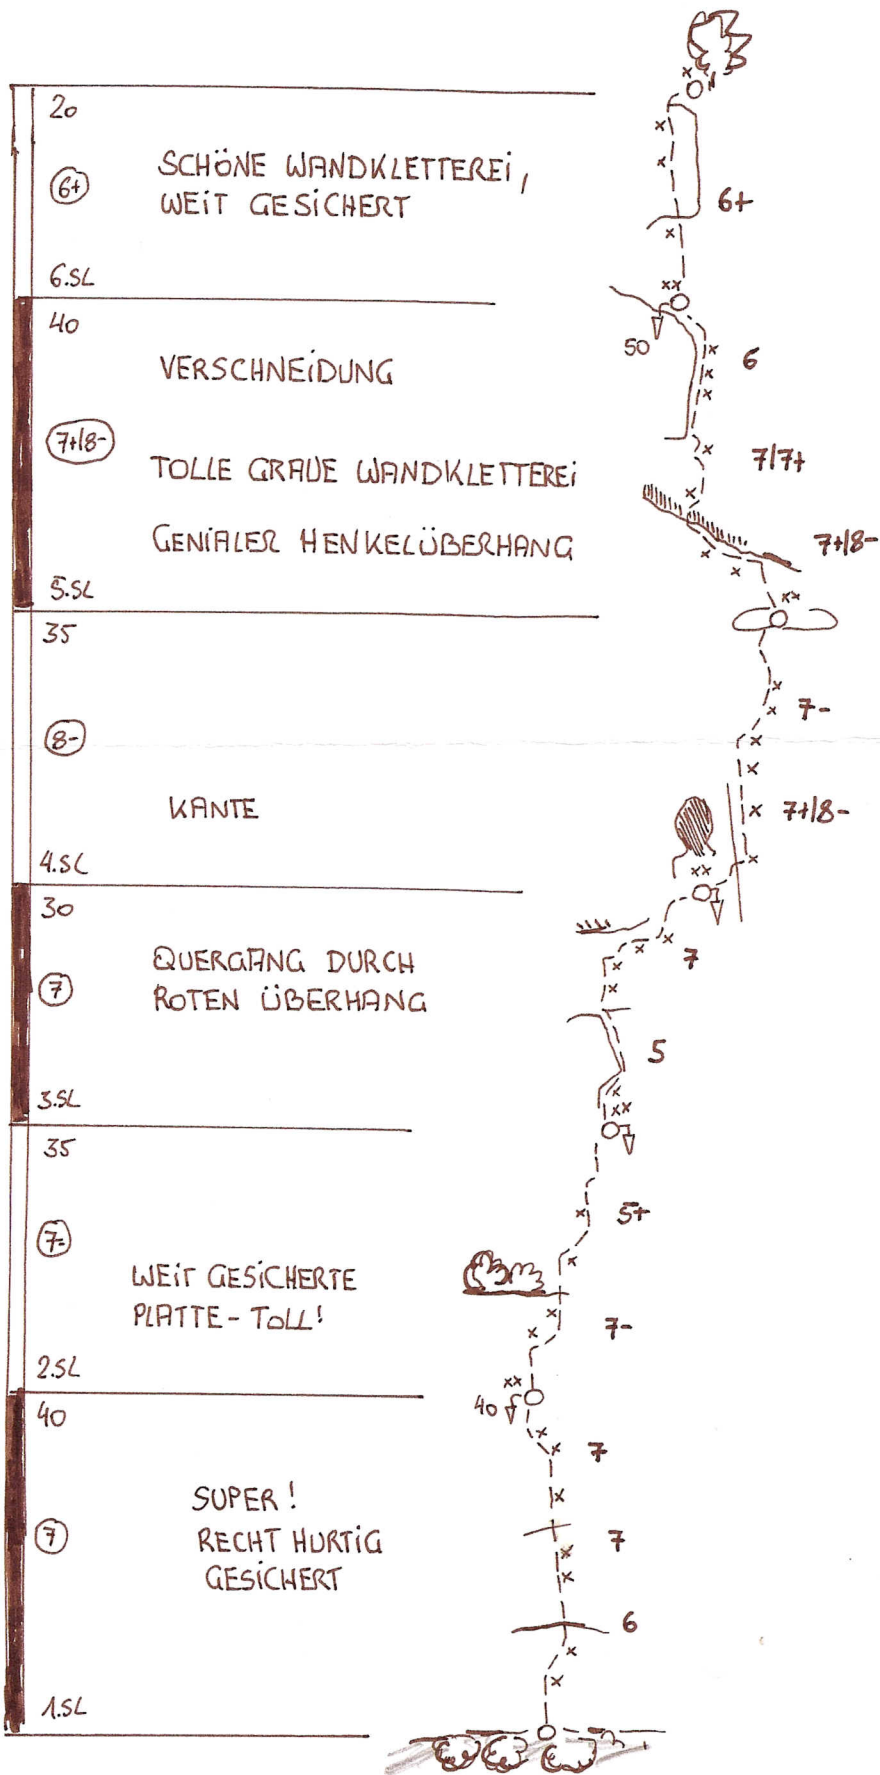 20
6+
SCHÖNE WANDKLETTEREI,
WEIT GESICHERT
6+
6.SL
40
50
6
VERSCHNEIDUNG
7+/8-
7/7+
TOLLE GRAUE WANDKLETTEREI
GENIALER HENKELÜBERHANG
7+/8-
5.SL
35
7-
8-
KANTE
7+/8-
4.SL
30
QUERGANG DURCH
ROTEN ÜBERHANG
7
7
5
3.SL
35
5+
7-
WEIT GESICHERTE
PLATTE - TOLL!
7-
2.SL
40
40
7
SUPER!
RECHT HURTIG
GESICHERT
7
7
6
1.SL